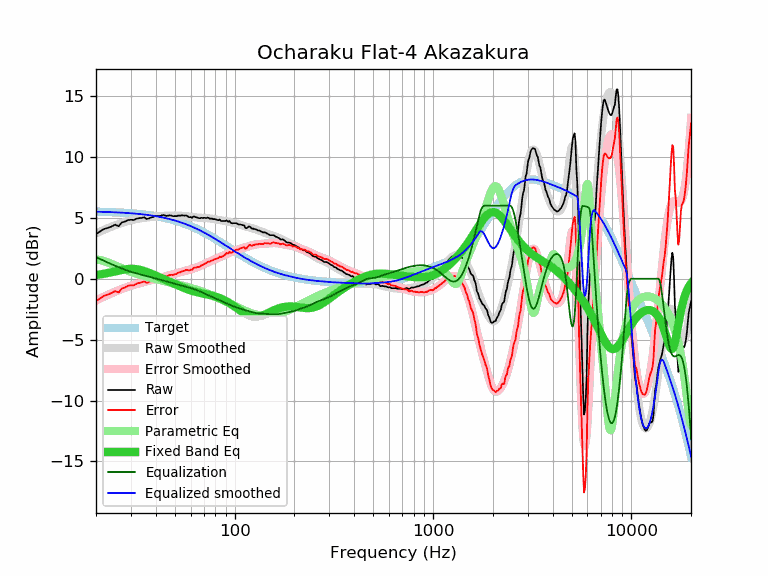 Ocharaku Flat-4 Akazakura
15
10
5
0
−5
−10
−15
Amplitude (dBr)
Target
Raw Smoothed
Error Smoothed
Raw
Error
Parametric Eq
Fixed Band Eq
Equalization
Equalized smoothed
100 1000 10000
Frequency (Hz)